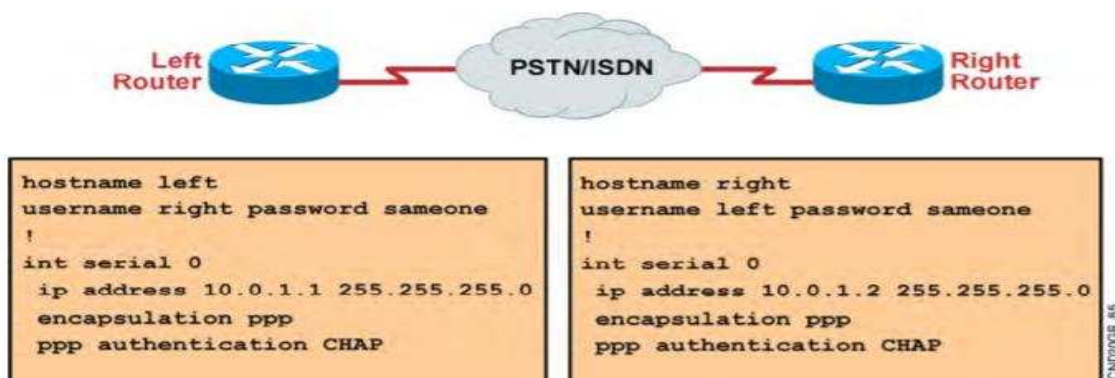 Left
Router
PSTN/ISDN
Right
Router
hostname left
username right password sameone
!
int serial 0
ip address 10.0.1.1 255.255.255.0
encapsulation ppp
ppp authentication CHAP
hostname right
username left password sameone
!
int serial 0
ip address 10.0.1.2 255.255.255.0
encapsulation ppp
ppp authentication CHAP